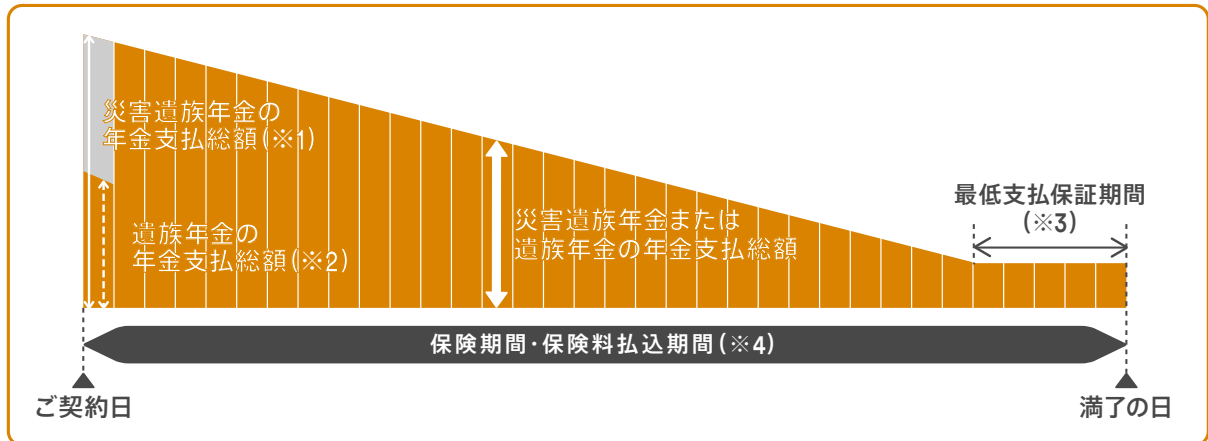 災害遺族年金の
年金支払総額(※1)
遺族年金の
年金支払総額(※2)
災害遺族年金または
遺族年金の年金支払総額
最低支払保証期間
(※3)
保険期間・保険料払込期間(※4)
ご契約日
満了の日